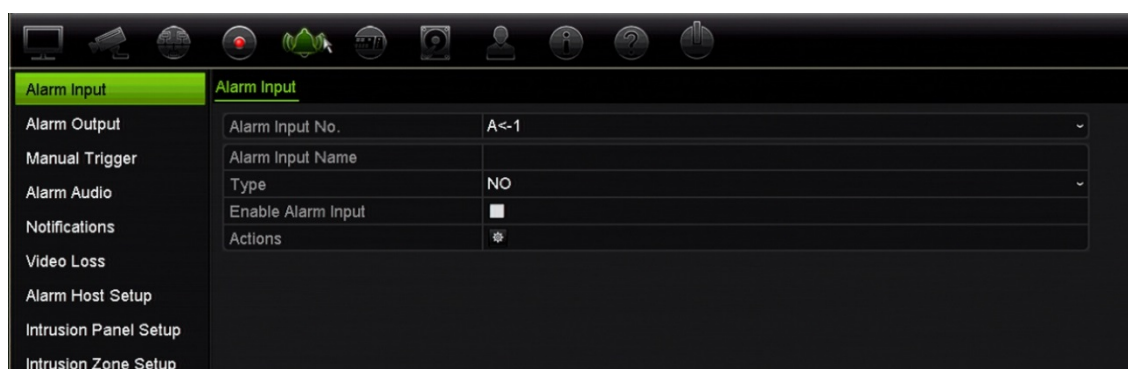 Alarm Input
Alarm Output
Manual Trigger
Alarm Audio
Notifications
Video Loss
Alarm Host Setup
Intrusion Panel Setup
Intrusion Zone Setup
Alarm Input
Alarm Input No. A<-1
Alarm Input Name
Type NO
Enable Alarm Input
Actions